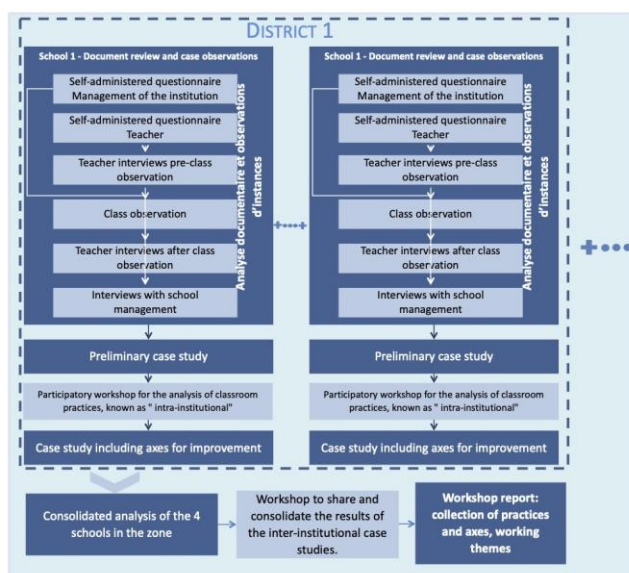 DISTRICT 1
School 1 - Document review and case observations
Self-administered questionnaire
Management of the institution
Self-administered questionnaire
Teacher
Teacher interviews pre-class
observation
Class observation
Teacher interviews after class
observation
Interviews with school
management
Analyse documentaire et observations
d'instances
Preliminary case study
Participatory workshop for the analysis of classroom
practices, known as " intra-institutional"
Case study including axes for improvement
School 1 - Document review and case observations
Self-administered questionnaire
Management of the institution
Self-administered questionnaire
Teacher
Teacher interviews pre-class
observation
Class observation
Teacher interviews after class
observation
Interviews with school
management
Analyse documentaire et observations
d'instances
Preliminary case study
Participatory workshop for the analysis of classroom
practices, known as " intra-institutional"
Case study including axes for improvement
Consolidated analysis of the 4
schools in the zone
Workshop to share and
consolidate the results of
the inter-institutional case
studies.
Workshop report:
collection of practices
and axes, working
themes